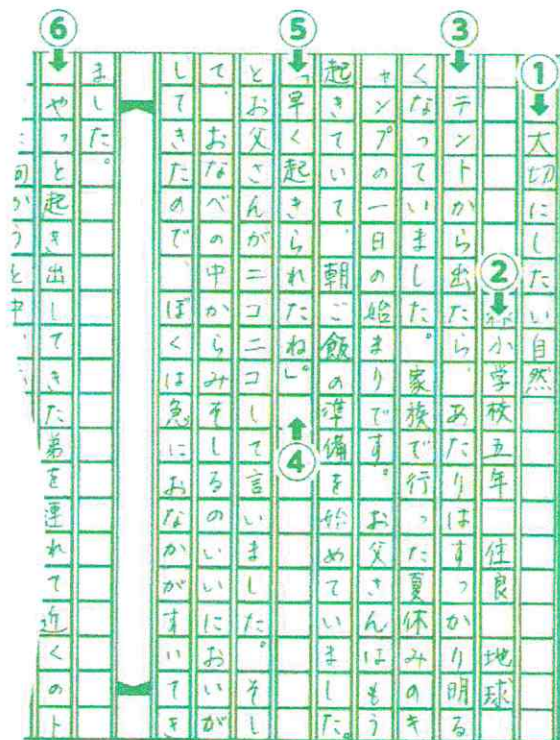 ①
大切にしたい自然
②
小学校五年 住良 地球
③
テントから出たら、あたりはすっかり明る
くなっていました。家族で行った夏休みのキ
ャンプの一日の始まりです。お父さんはもう
起きていて、朝ご飯の準備を始めていました。
⑤
「早く起きられたね」。
④
とお父さんがニコニコして言いました。そし
て、おなべの中からみそしるのいいにおいが
してきたので、ぼくは急におなかがすいてき
ました。
⑥
やっと起き出してきた弟を連れて近くのト